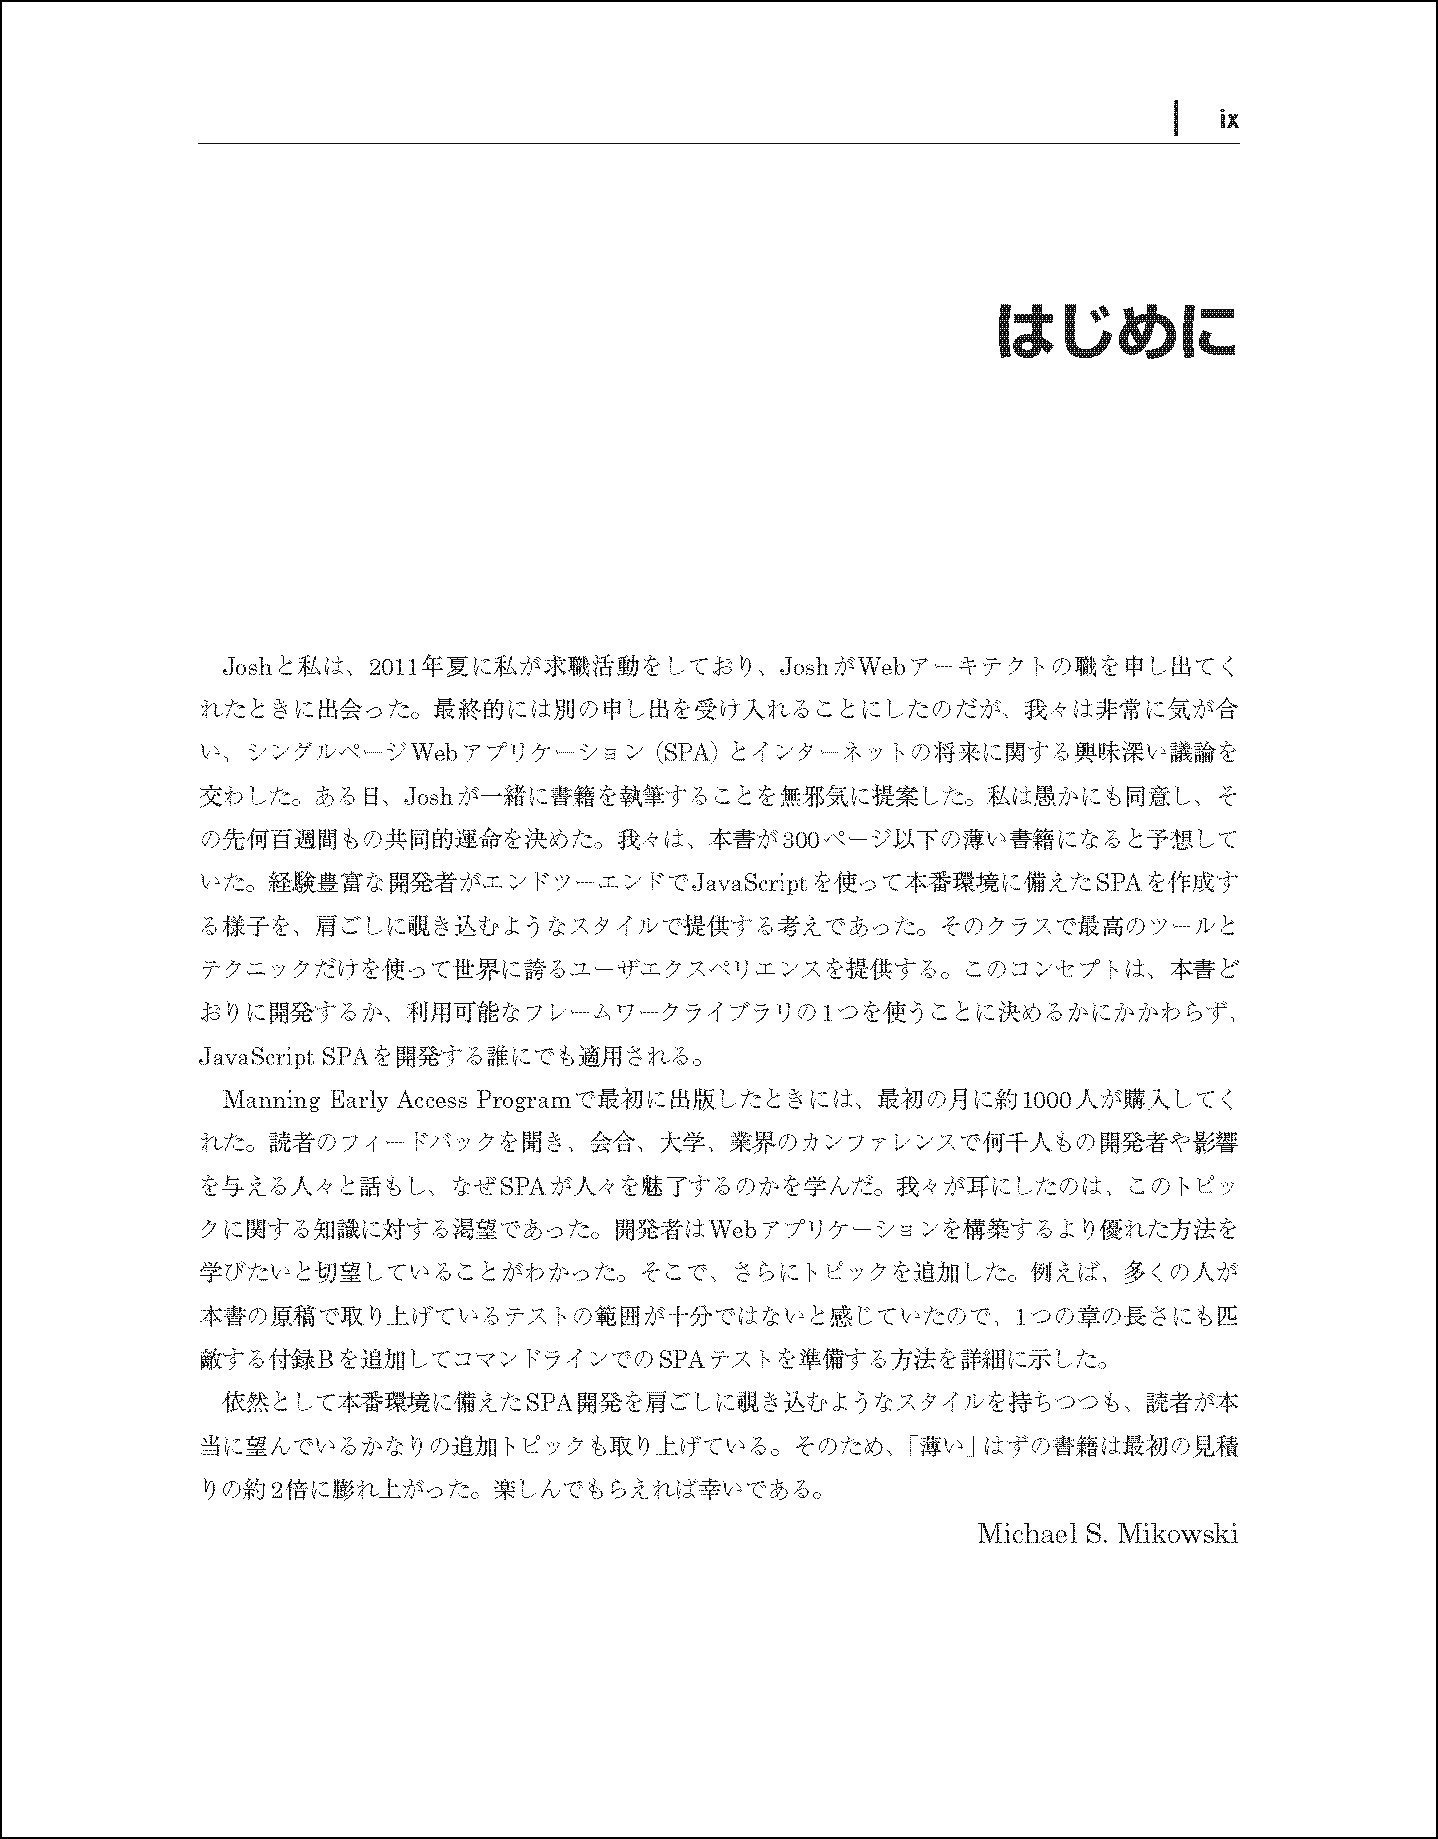 ix
はじめに
Joshと私は、2011年夏に私が求職活動をしており、JoshがWebアーキテクトの職を申し出てく
れたときに出会った。最終的には別の申し出を受け入れることにしたのだが、我々は非常に気が合
い、シングルページWebアプリケーション（SPA）とインターネットの将来に関する興味深い議論を
交わした。ある日、Joshが一緒に書籍を執筆することを無邪気に提案した。私は愚かにも同意し、そ
の先何百週間もの共同的運命を決めた。我々は、本書が300ページ以下の薄い書籍になると予想して
いた。経験豊富な開発者がエンドツーエンドでJavaScriptを使って本番環境に備えたSPAを作成す
る様子を、肩ごしに覗き込むようなスタイルで提供する考えであった。そのクラスで最高のツールと
テクニックだけを使って世界に誇るユーザエクスペリエンスを提供する。このコンセプトは、本書ど
おりに開発するか、利用可能なフレームワークライブラリの1つを使うことに決めるかにかかわらず、
JavaScript SPAを開発する誰にでも適用される。
Manning Early Access Programで最初に出版したときには、最初の月に約1000人が購入してく
れた。読者のフィードバックを聞き、会合、大学、業界のカンファレンスで何千人もの開発者や影響
を与える人々と話もし、なぜSPAが人々を魅了するのかを学んだ。我々が耳にしたのは、このトピッ
クに関する知識に対する渇望であった。開発者はWebアプリケーションを構築するより優れた方法を
学びたいと切望していることがわかった。そこで、さらにトピックを追加した。例えば、多くの人が
本書の原稿で取り上げているテストの範囲が十分ではないと感じていたので、1つの章の長さにも匹
敵する付録Bを追加してコマンドラインでのSPAテストを準備する方法を詳細に示した。
依然として本番環境に備えたSPA開発を肩ごしに覗き込むようなスタイルを持ちつつも、読者が本
当に望んでいるかなりの追加トピックも取り上げている。そのため、「薄い」はずの書籍は最初の見積
りの約2倍に膨れ上がった。楽しんでもらえれば幸いである。
Michael S. Mikowski